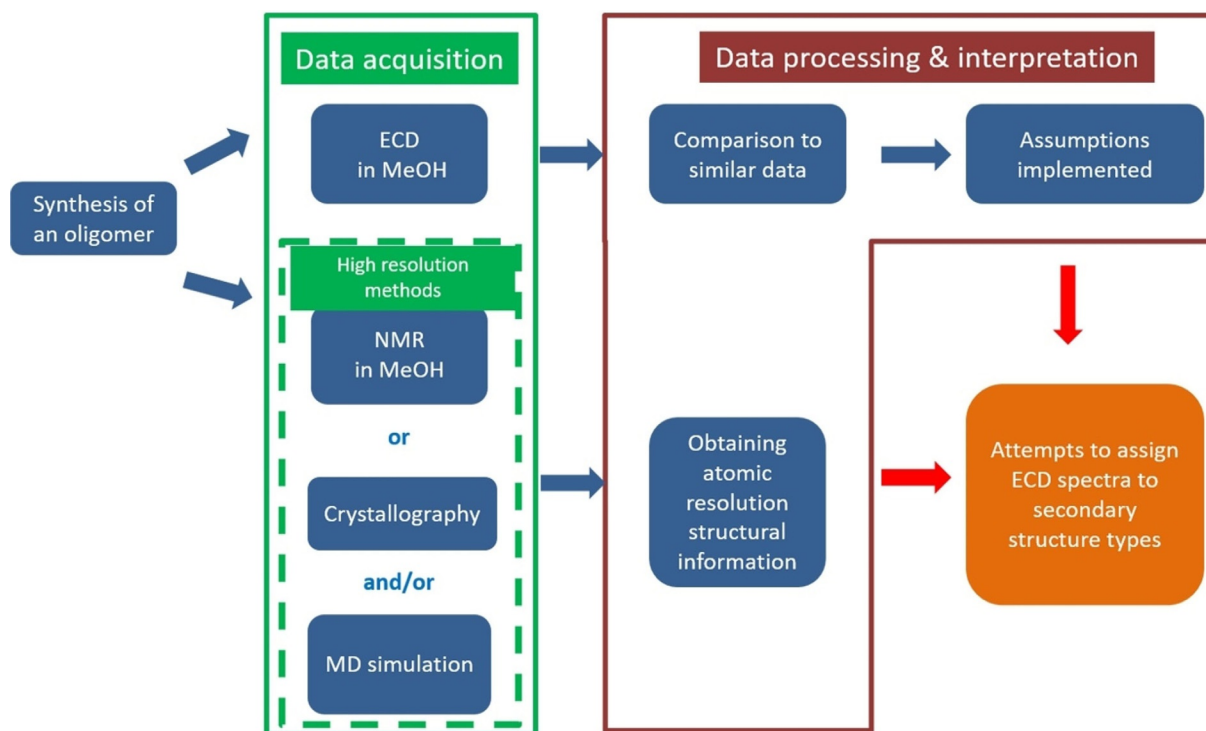 Data acquisition
Data processing & interpretation
Synthesis of
an oligomer
ECD
in MeOH
Comparison to
similar data
Assumptions
implemented
High resolution
methods
NMR
in MeOH
or
Crystallography
and/or
MD simulation
Obtaining
atomic
resolution
structural
information
Attempts to assign
ECD spectra to
secondary
structure types